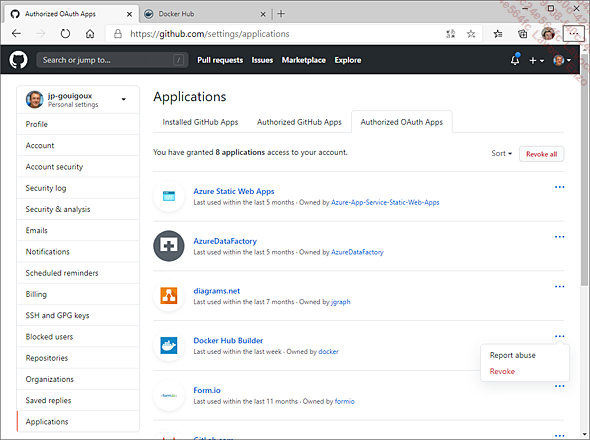 Authorized OAuth Apps
Docker Hub
https://github.com/settings/applications
Search or jump to...
/
Pull requests
Issues
Marketplace
Explore
jp-gouigoux
Personal settings
Profile
Account
Account security
Security log
Security & analysis
Emails
Notifications
Scheduled reminders
Billing
SSH and GPG keys
Blocked users
Repositories
Organizations
Saved replies
Applications
Applications
Installed GitHub Apps
Authorized GitHub Apps
Authorized OAuth Apps
You have granted 8 applications access to your account.
Sort
Revoke all
Azure Static Web Apps
Last used within the last 5 months · Owned by Azure-App-Service-Static-Web-Apps
AzureDataFactory
Last used within the last 5 months · Owned by AzureDataFactory
diagrams.net
Last used within the last 7 months · Owned by jgraph
Docker Hub Builder
Last used within the last week · Owned by docker
Report abuse
Revoke
Form.io
Last used within the last 11 months · Owned by formio
GitLab.com